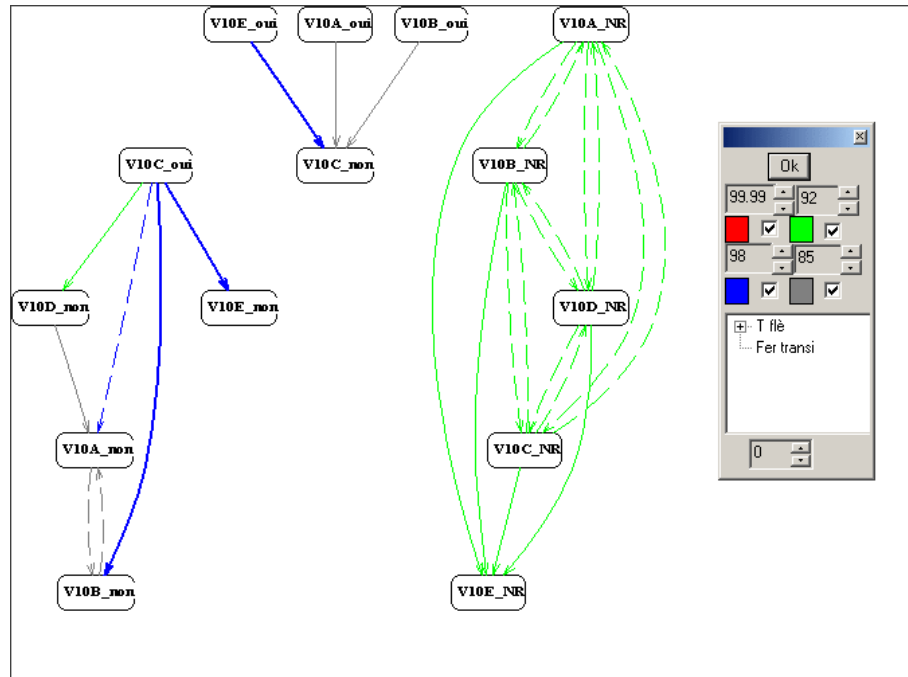 V10E_oui V10A_oui V10B_oui V10A_NR
V10C_oui V10C_non V10B_NR
Ok
99.99 92
98 85
V10D_non V10E_non V10D_NR
T flè
Fer transi
V10A_non V10C_NR
0
V10B_non V10E_NR